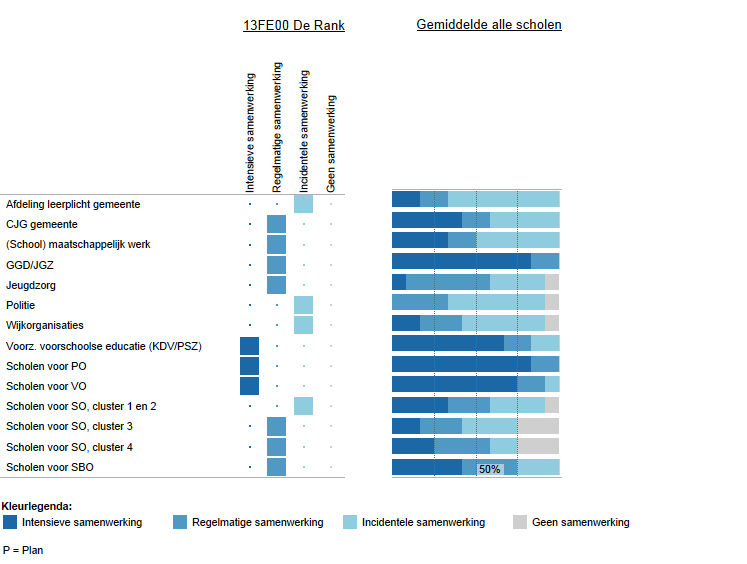 13FE00 De Rank
Gemiddelde alle scholen
Intensieve samenwerking
Regelmatige samenwerking
Incidentele samenwerking
Geen samenwerking
Afdeling leerplicht gemeente
CJG gemeente
(School) maatschappelijk werk
GGD/JGZ
Jeugdzorg
Politie
Wijkorganisaties
Voorz. voorschoolse educatie (KDV/PSZ)
Scholen voor PO
Scholen voor VO
Scholen voor SO, cluster 1 en 2
Scholen voor SO, cluster 3
Scholen voor SO, cluster 4
Scholen voor SBO
50%
Kleurlegenda:
Intensieve samenwerking
Regelmatige samenwerking
Incidentele samenwerking
Geen samenwerking
P = Plan